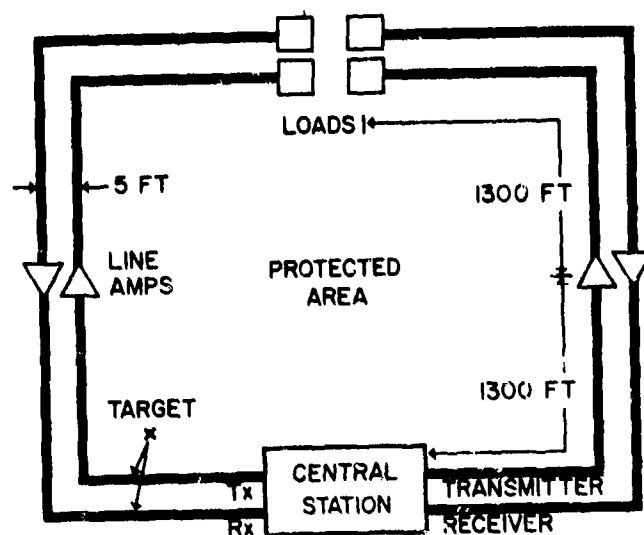 LOADS
5 FT
1300 FT
LINE
AMPS
PROTECTED
AREA
1300 FT
TARGET
x
CENTRAL
STATION
Tx
Rx
TRANSMITTER
RECEIVER